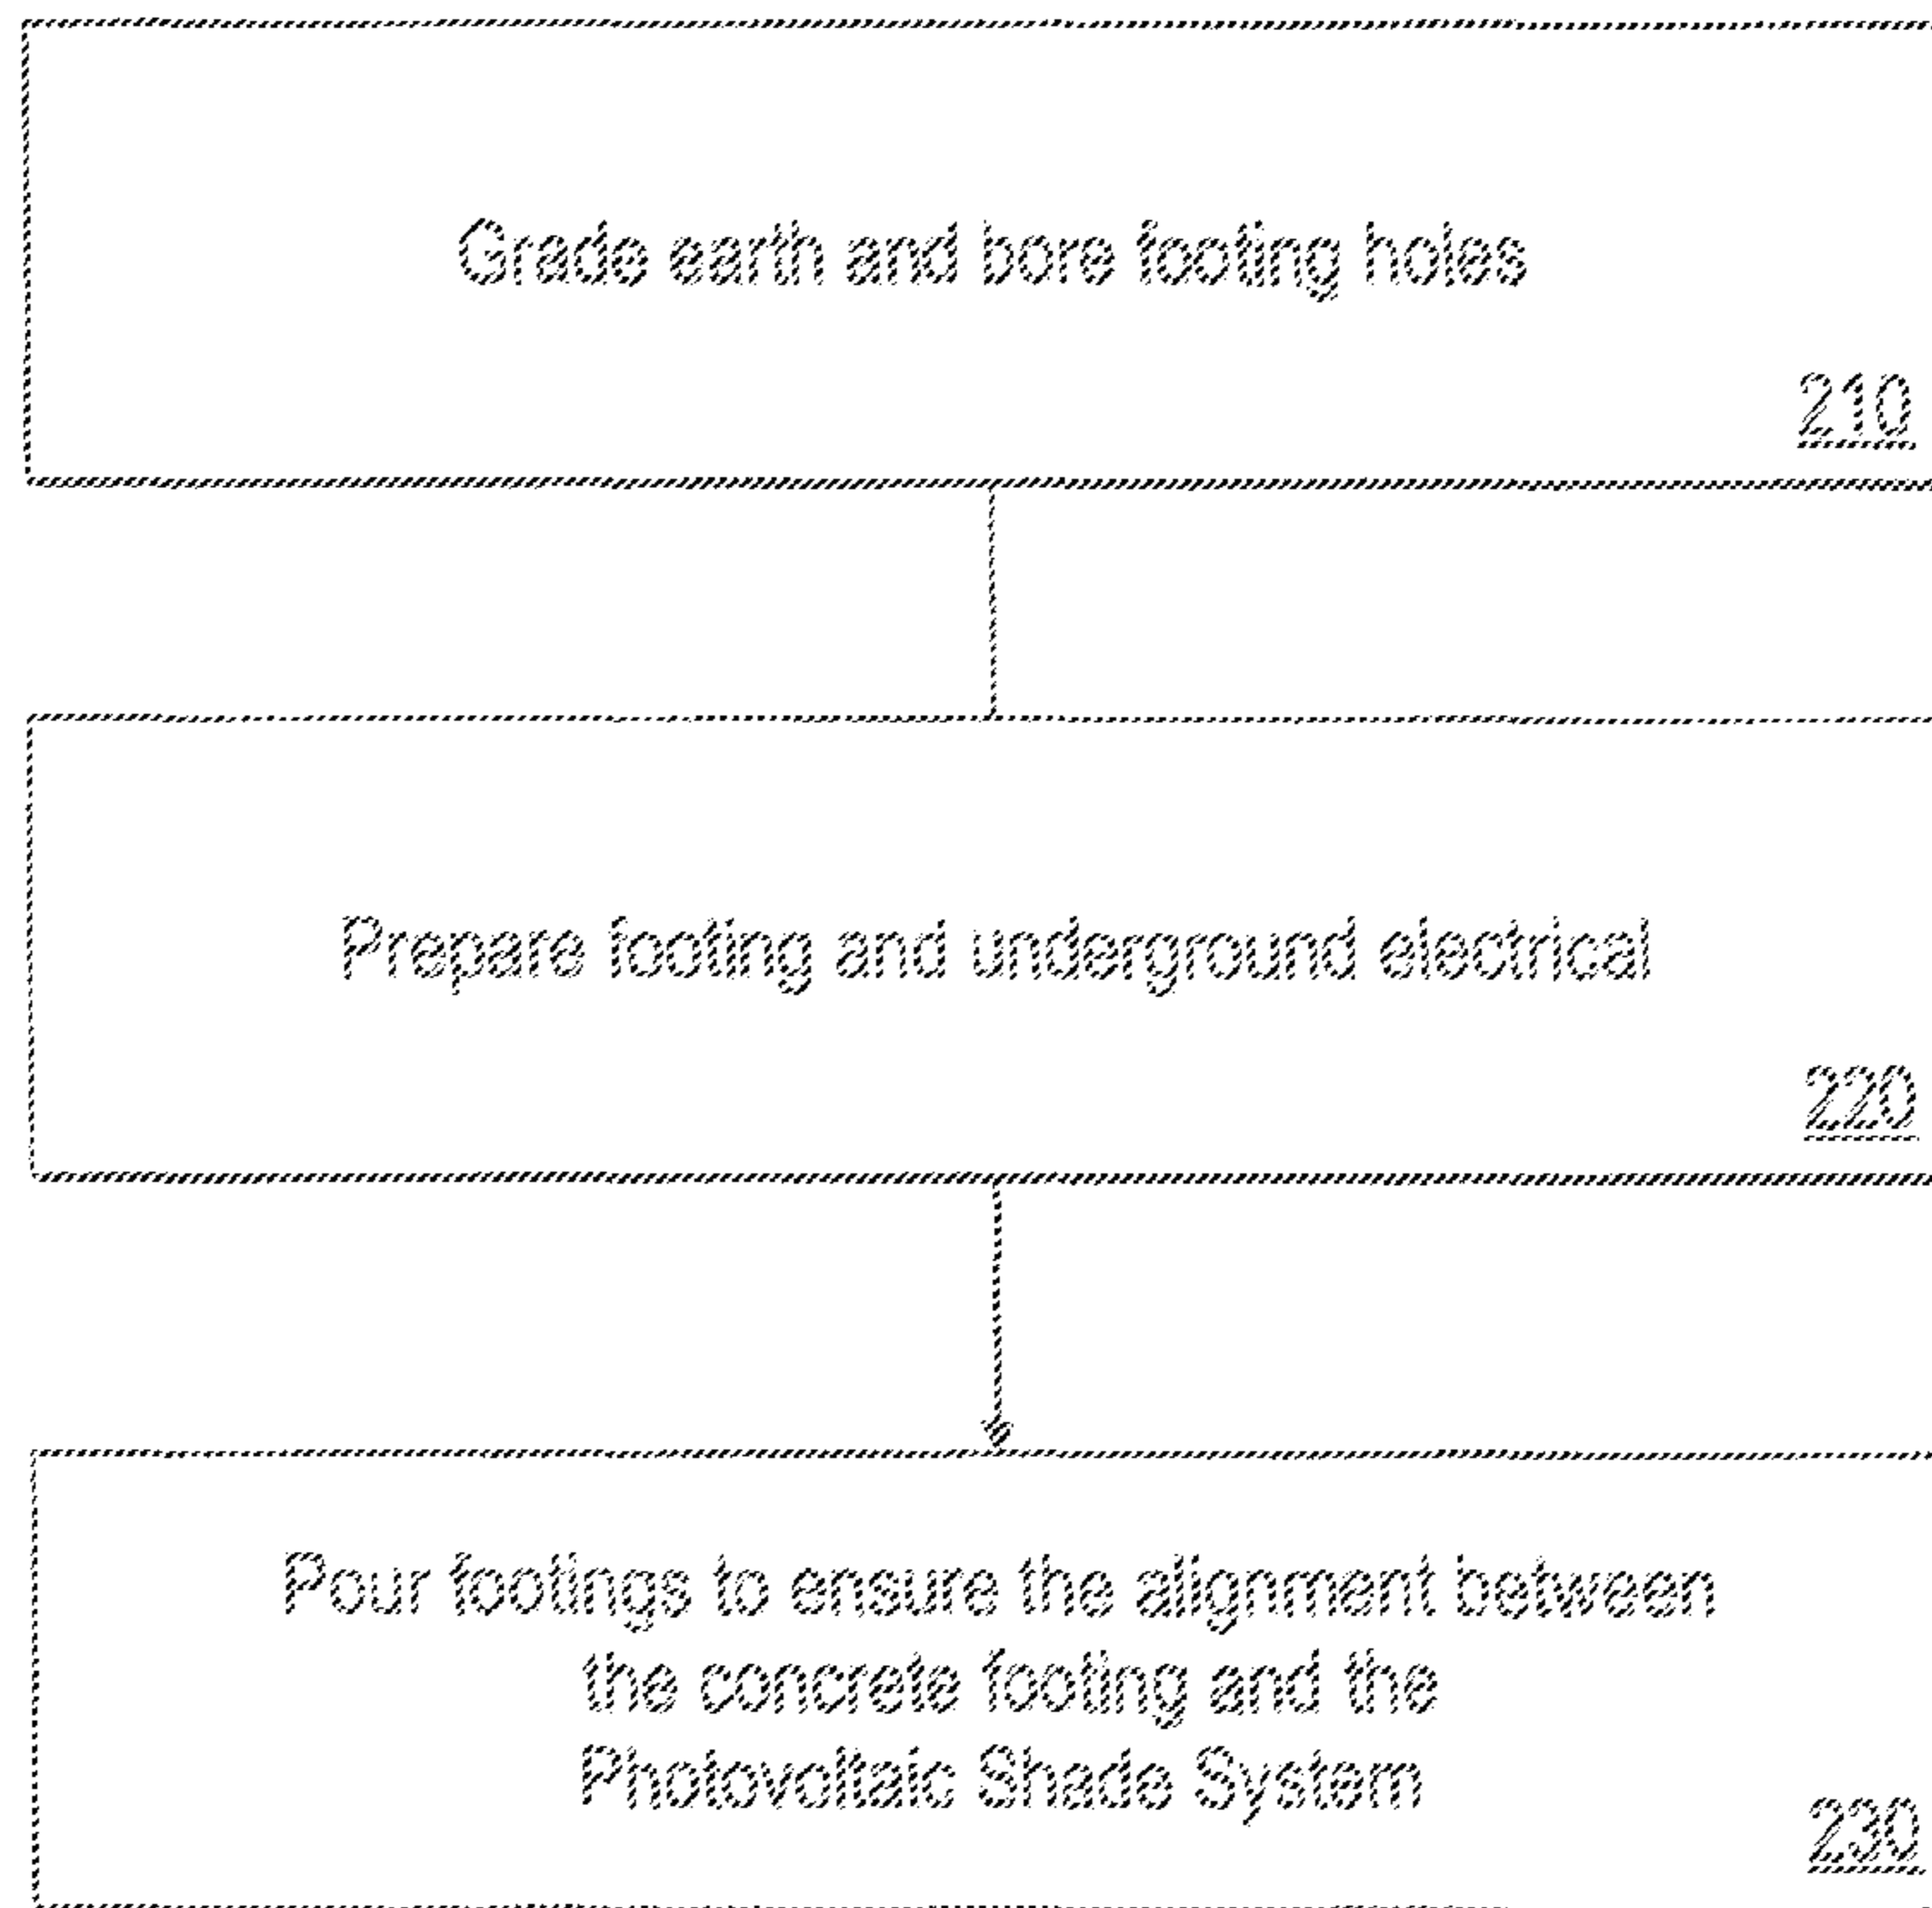 Grade earth and bore footing holes
210
Prepare footing and underground electrical
220
Pour footings to ensure the alignment between
the concrete footing and the
Photovoltaic Shade System
230